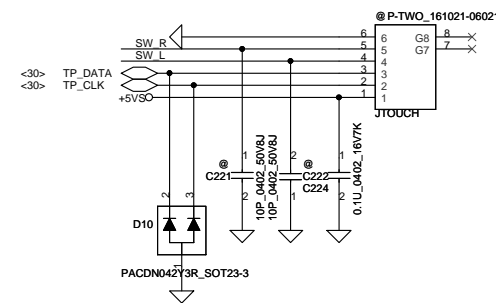 @ P-TWO_161021-06021
6 6 G8 8
SW_R 5 5 G7 7
SW_L 4 4
<30> TP_DATA 3 3
<30> TP_CLK 2 2
+5VS 1 1
JTOUCH
1 2 1
@ @
C221 C222
C224
2 1 2
10P_0402_50V8J
10P_0402_50V8J
0.1U_0402_16V7K
2 3
D10
1
PACDN042Y3R_SOT23-3